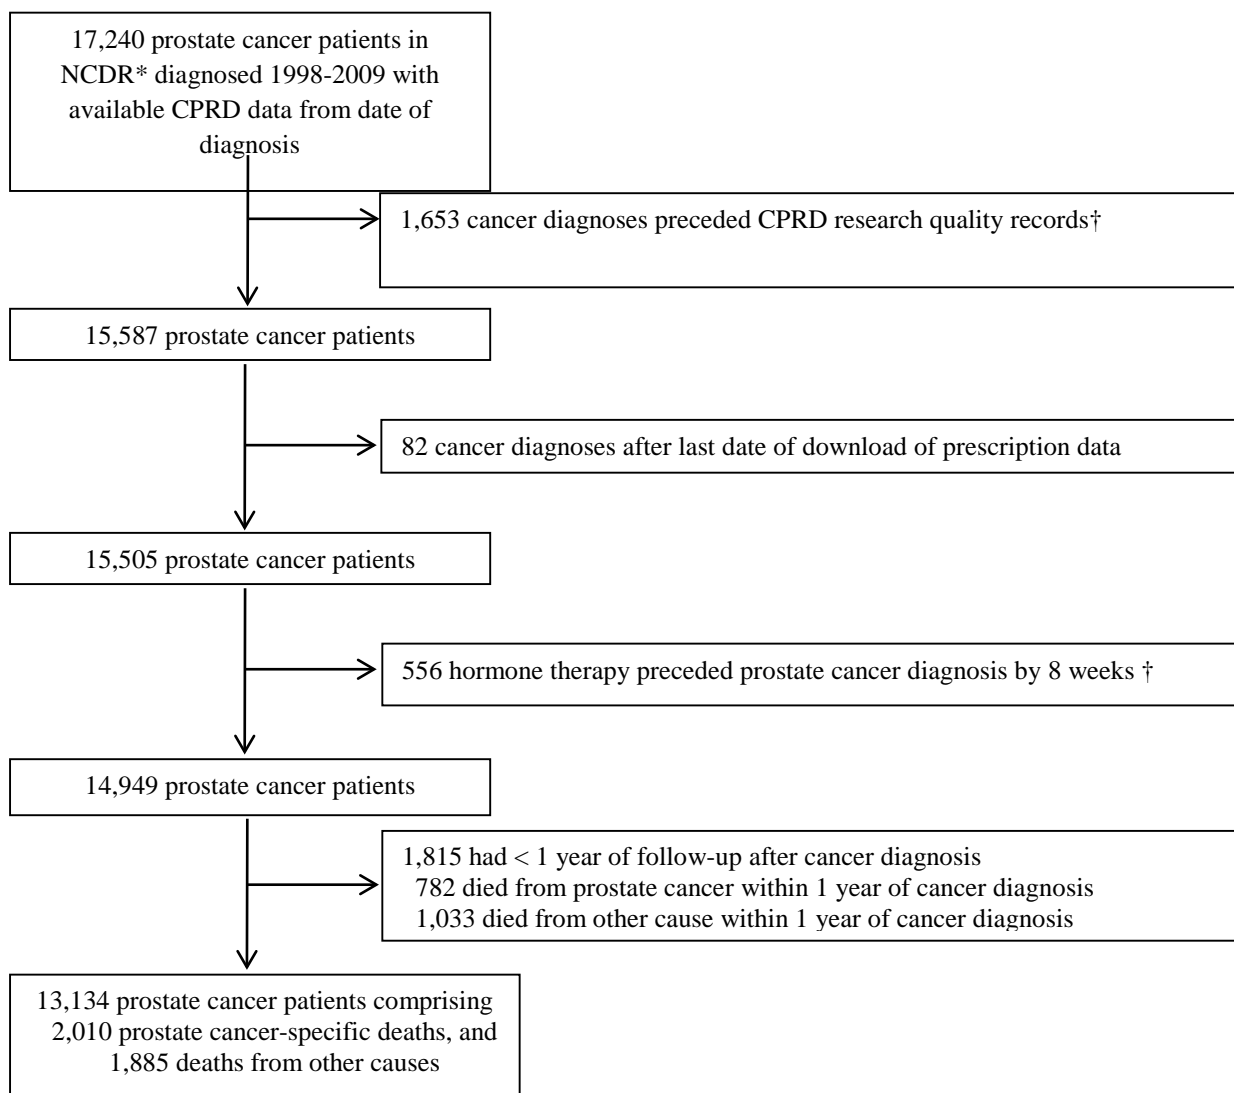 17,240 prostate cancer patients in
NCDR* diagnosed 1998-2009 with
available CPRD data from date of
diagnosis
1,653 cancer diagnoses preceded CPRD research quality records†
15,587 prostate cancer patients
82 cancer diagnoses after last date of download of prescription data
15,505 prostate cancer patients
556 hormone therapy preceded prostate cancer diagnosis by 8 weeks †
14,949 prostate cancer patients
1,815 had < 1 year of follow-up after cancer diagnosis
782 died from prostate cancer within 1 year of cancer diagnosis
1,033 died from other cause within 1 year of cancer diagnosis
13,134 prostate cancer patients comprising
2,010 prostate cancer-specific deaths, and
1,885 deaths from other causes